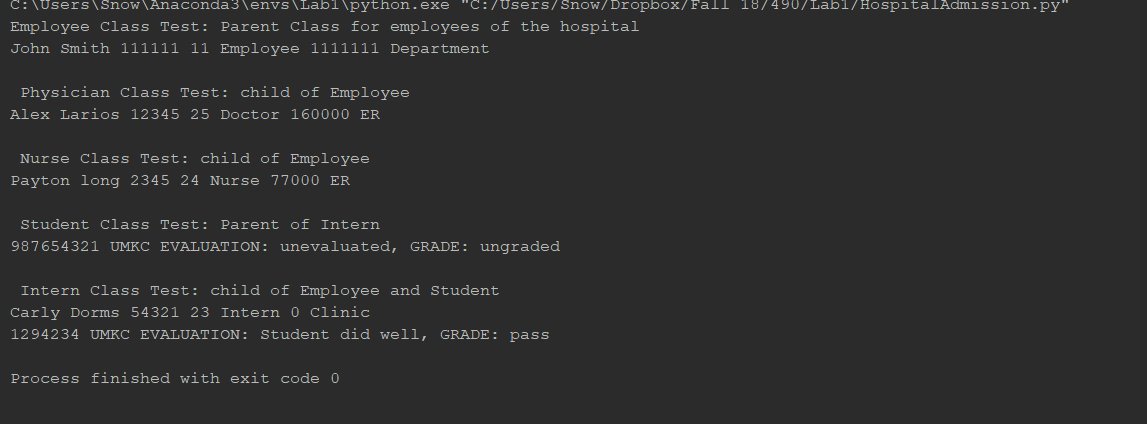 C:\Users\Snow\Anaconda3\envs\Lab1\python.exe "C:/Users/Snow/Dropbox/Fall 18/490/Lab1/HospitalAdmission.py"
Employee Class Test: Parent Class for employees of the hospital
John Smith 111111 11 Employee 1111111 Department
Physician Class Test: child of Employee
Alex Larios 12345 25 Doctor 160000 ER
Nurse Class Test: child of Employee
Payton long 2345 24 Nurse 77000 ER
Student Class Test: Parent of Intern
987654321 UMKC EVALUATION: unevaluated, GRADE: ungraded
Intern Class Test: child of Employee and Student
Carly Dorms 54321 23 Intern 0 Clinic
1294234 UMKC EVALUATION: Student did well, GRADE: pass
Process finished with exit code 0